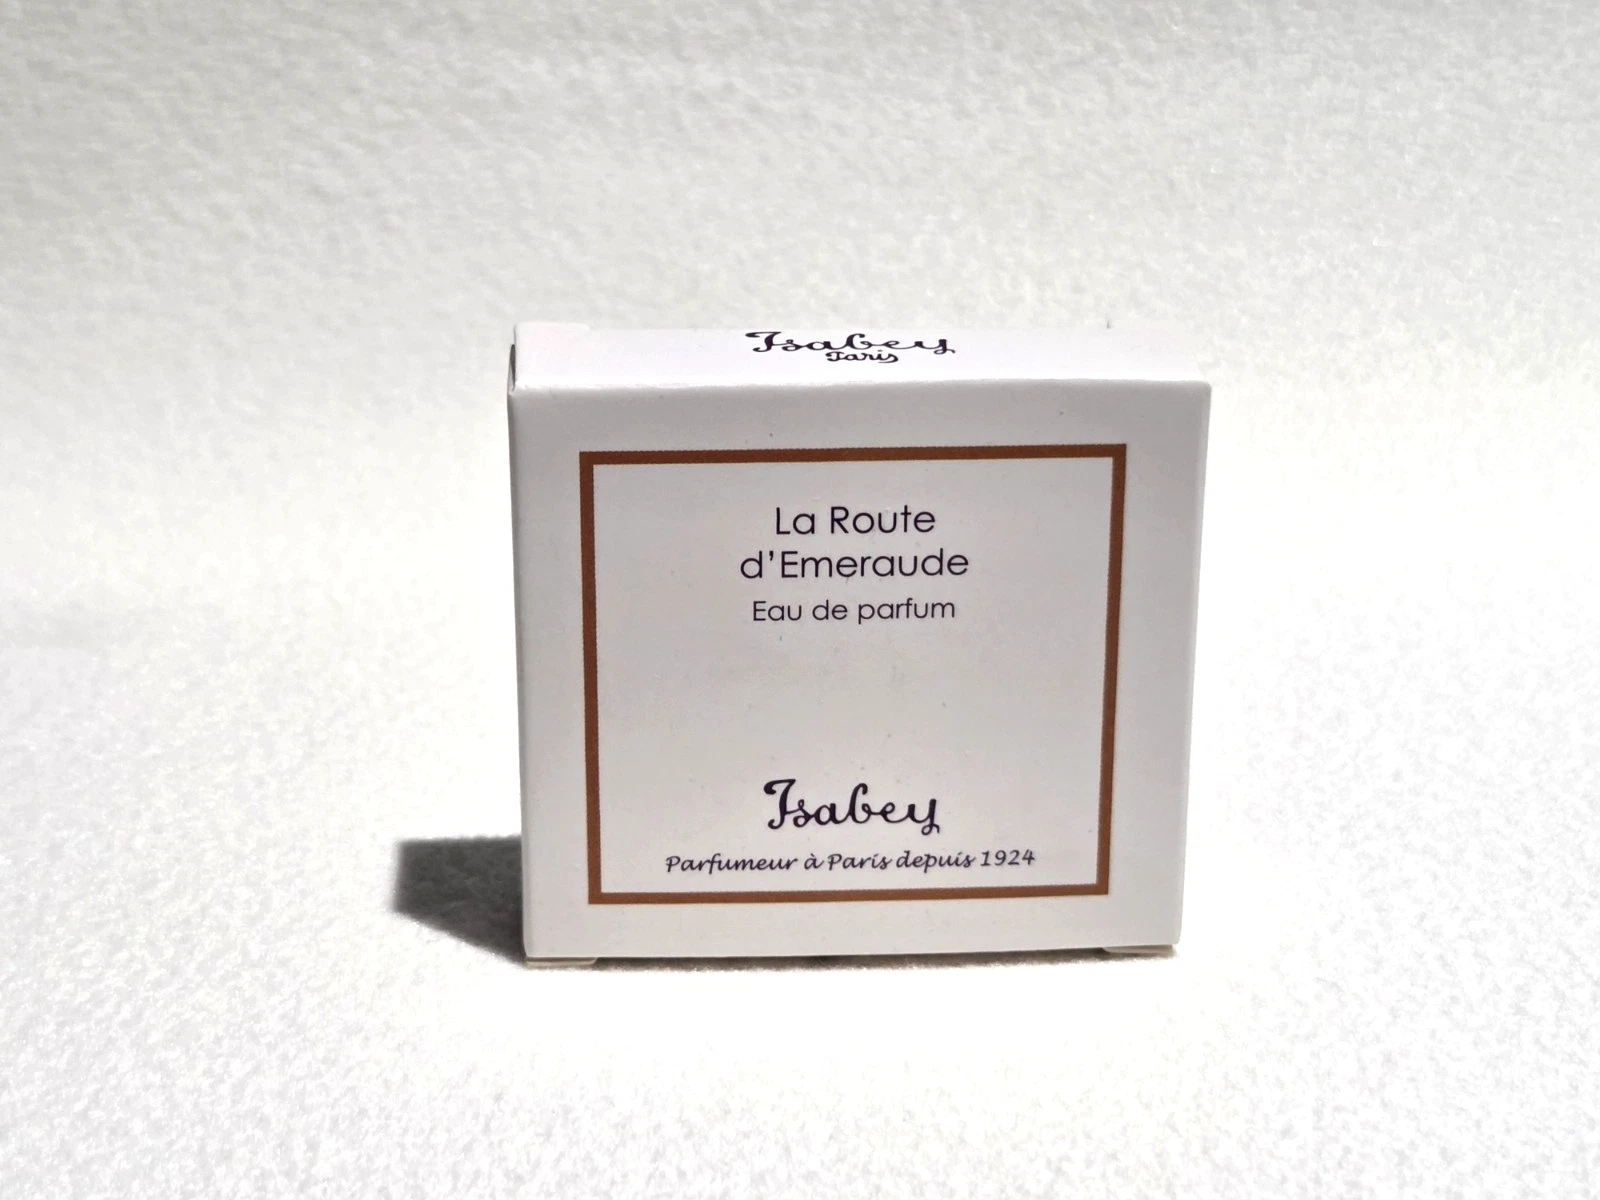 Isabey
Paris
La Route
d'Emeraude
Eau de parfum
Isabey
Parfumeur à Paris depuis 1924